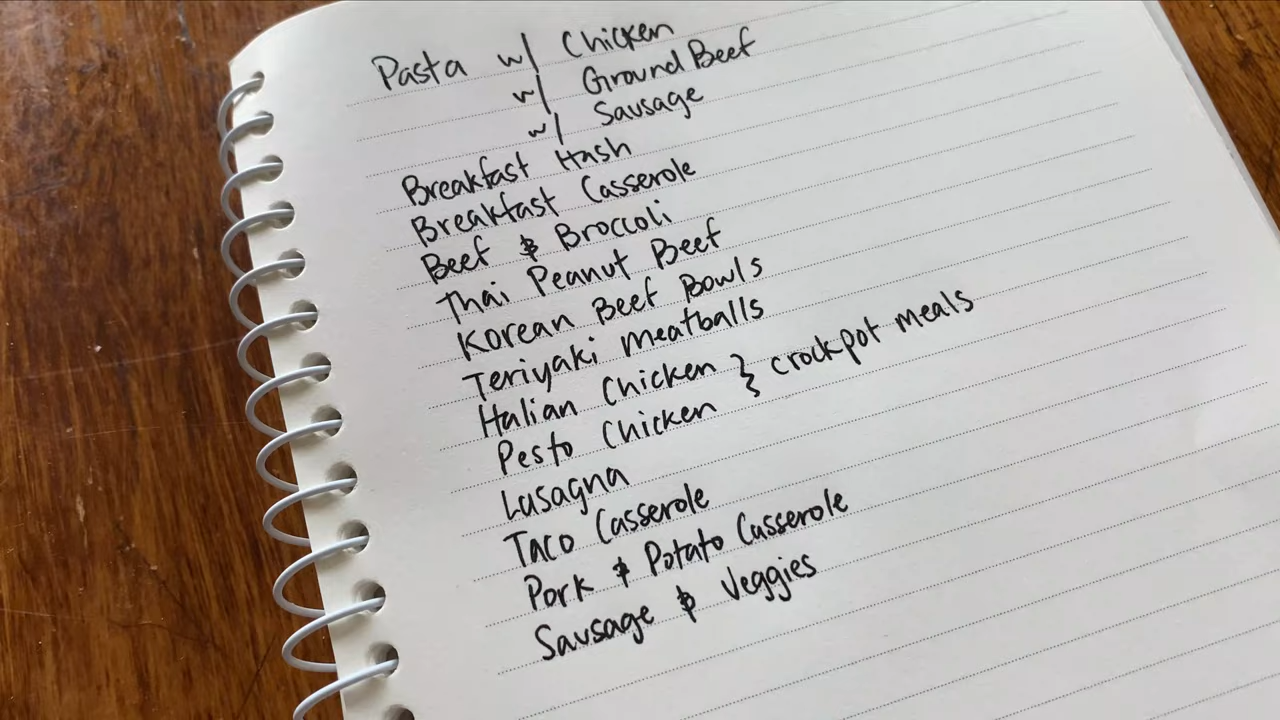 Pasta w/ Chicken
w/ Ground Beef
w/ Sausage
Breakfast Hash
Breakfast Casserole
Beef & Broccoli
Thai Peanut Beef
Korean Beef Bowls
Teriyaki Meatballs
Italian Chicken } crockpot meals
Pesto Chicken
Lasagna
Taco Casserole
Pork & Potato Casserole
Sausage & Veggies